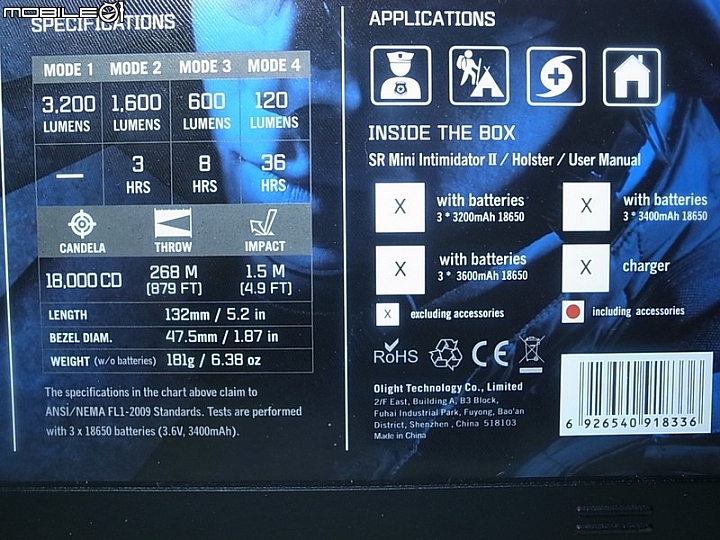 MOBILE01
SPECIFICATIONS
MODE 1 MODE 2 MODE 3 MODE 4
3,200 1,600 600 120
LUMENS LUMENS LUMENS LUMENS
— 3 8 36
HRS HRS HRS
CANDELA THROW IMPACT
18,000CD 268 M 1.5 M
(879 FT) (4.9 FT)
LENGTH 132mm / 5.2 in
BEZEL DIAM. 47.5mm / 1.87 in
WEIGHT (w/o batteries) 181g / 6.38 oz
The specifications in the chart above claim to
ANSI/NEMA FL1-2009 Standards. Tests are performed
with 3 x 18650 batteries (3.6V, 3400mAh).
APPLICATIONS
INSIDE THE BOX
SR Mini Intimidator II / Holster / User Manual
X with batteries
3 * 3200mAh 18650
X with batteries
3 * 3400mAh 18650
X with batteries
3 * 3600mAh 18650
X charger
X excluding accessories
including accessories
RoHS CE
Olight Technology Co., Limited
2/F East, Building A, B3 Block,
Fuhai Industrial Park, Fuyong, Bao'an
District, Shenzhen , China 518103
Made in China
6 926540 918336